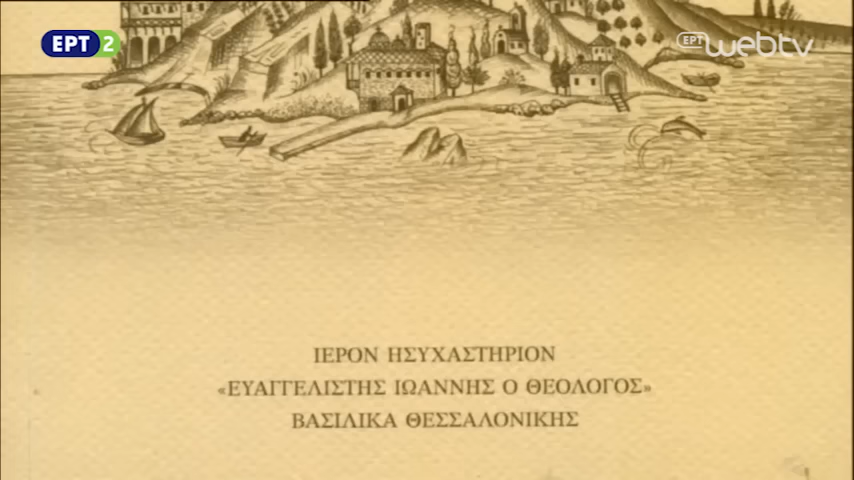 ΕΡΤ 2
ΕΡΤ webtv
ΙΕΡΟΝ ΗΣΥΧΑΣΤΗΡΙΟΝ
«ΕΥΑΓΓΕΛΙΣΤΗΣ ΙΩΑΝΝΗΣ Ο ΘΕΟΛΟΓΟΣ»
ΒΑΣΙΛΙΚΑ ΘΕΣΣΑΛΟΝΙΚΗΣ